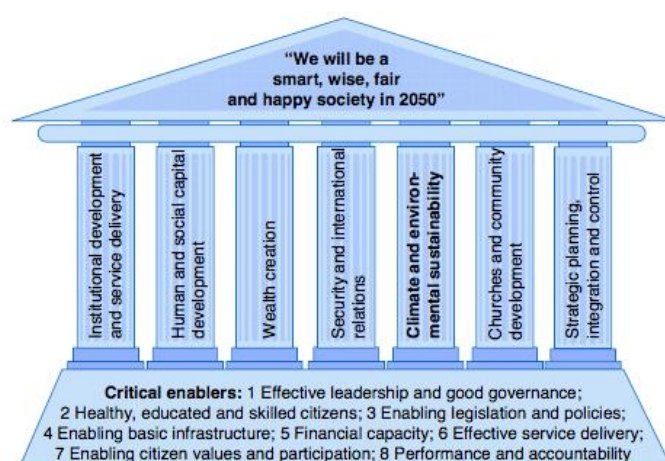 “We will be a
smart, wise, fair
and happy society in 2050”
Institutional development
and service delivery
Human and social capital
development
Wealth creation
Security and international
relations
Climate and environ-
mental sustainability
Churches and community
development
Strategic planning,
integration and control
Critical enablers: 1 Effective leadership and good governance;
2 Healthy, educated and skilled citizens; 3 Enabling legislation and policies;
4 Enabling basic infrastructure; 5 Financial capacity; 6 Effective service delivery;
7 Enabling citizen values and participation; 8 Performance and accountability